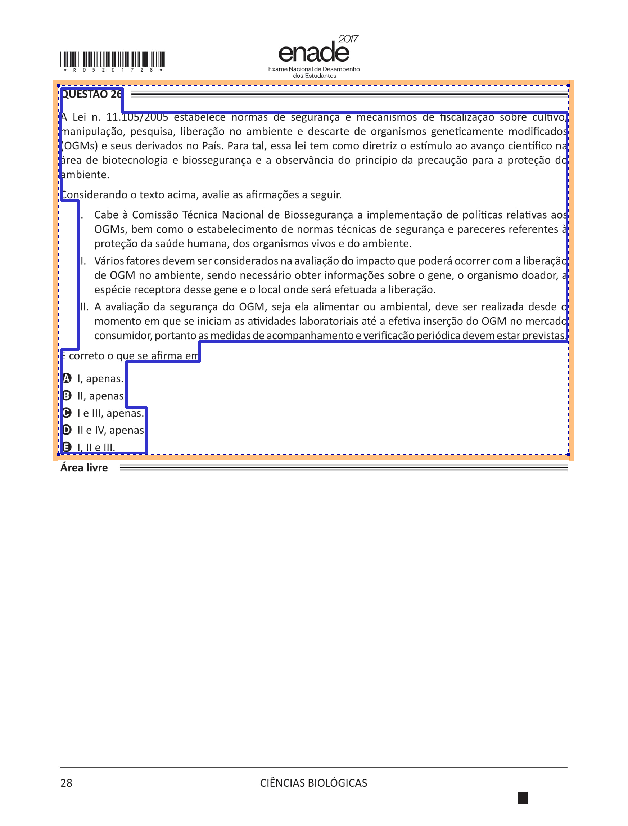 *R05201728*
enade 2017
Exame Nacional de Desempenho
dos Estudantes
QUESTÃO 26
A Lei n. 11.105/2005 estabelece normas de segurança e mecanismos de fiscalização sobre cultivo,
manipulação, pesquisa, liberação no ambiente e descarte de organismos geneticamente modificados
(OGMs) e seus derivados no País. Para tal, essa lei tem como diretriz o estímulo ao avanço científico na
área de biotecnologia e biossegurança e a observância do princípio da precaução para a proteção do
ambiente.
Considerando o texto acima, avalie as afirmações a seguir.
I. Cabe à Comissão Técnica Nacional de Biossegurança a implementação de políticas relativas aos
OGMs, bem como o estabelecimento de normas técnicas de segurança e pareceres referentes à
proteção da saúde humana, dos organismos vivos e do ambiente.
II. Vários fatores devem ser considerados na avaliação do impacto que poderá ocorrer com a liberação
de OGM no ambiente, sendo necessário obter informações sobre o gene, o organismo doador, a
espécie receptora desse gene e o local onde será efetuada a liberação.
III. A avaliação da segurança do OGM, seja ela alimentar ou ambiental, deve ser realizada desde o
momento em que se iniciam as atividades laboratoriais até a efetiva inserção do OGM no mercado
consumidor, portanto as medidas de acompanhamento e verificação periódica devem estar previstas.
É correto o que se afirma em
A I, apenas.
B II, apenas.
C I e III, apenas.
D II e IV, apenas.
E I, II e III.
Área livre
28
CIÊNCIAS BIOLÓGICAS